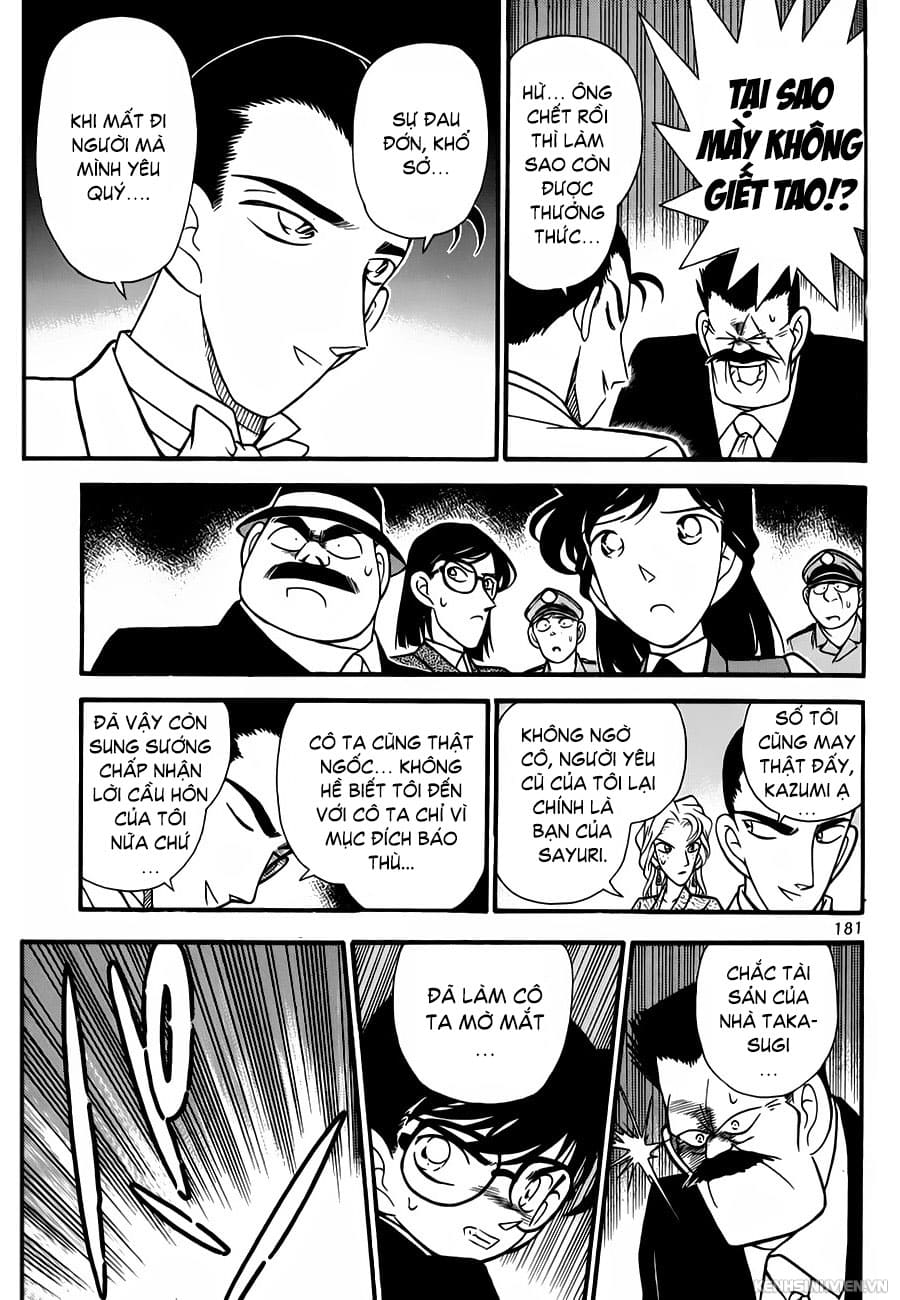 TẠI SAO
MÀY KHÔNG
GIẾT TAO!?
HỪ... ÔNG
CHẾT RỒI
THÌ LÀM
SAO CÒN
ĐƯỢC
THƯỞNG
THỨC...
SỰ ĐAU
ĐỚN, KHỔ
SỞ...
KHI MẤT ĐI
NGƯỜI MÀ
MÌNH YÊU
QUÝ....
SỐ TÔI
CŨNG MAY
THẬT ĐẤY,
KAZUMI Ạ
...
KHÔNG NGỜ
CÔ, NGƯỜI YÊU
CŨ CỦA TÔI LẠI
CHÍNH LÀ
BẠN CỦA
SAYURI.
CÔ TA CŨNG THẬT
NGỐC... KHÔNG
HỀ BIẾT TÔI ĐẾN
VỚI CÔ TA CHỈ VÌ
MỤC ĐÍCH BÁO
THÙ...
ĐÃ VẬY CÒN
SUNG SƯỚNG
CHẤP NHẬN
LỜI CẦU HÔN
CỦA TÔI
NỮA CHỨ
...
181
CHẮC TÀI
SẢN CỦA
NHÀ TAKA-
SUGI
...
ĐÃ LÀM CÔ
TA MỜ MẮT
...
KENHSINHVIEN.VN